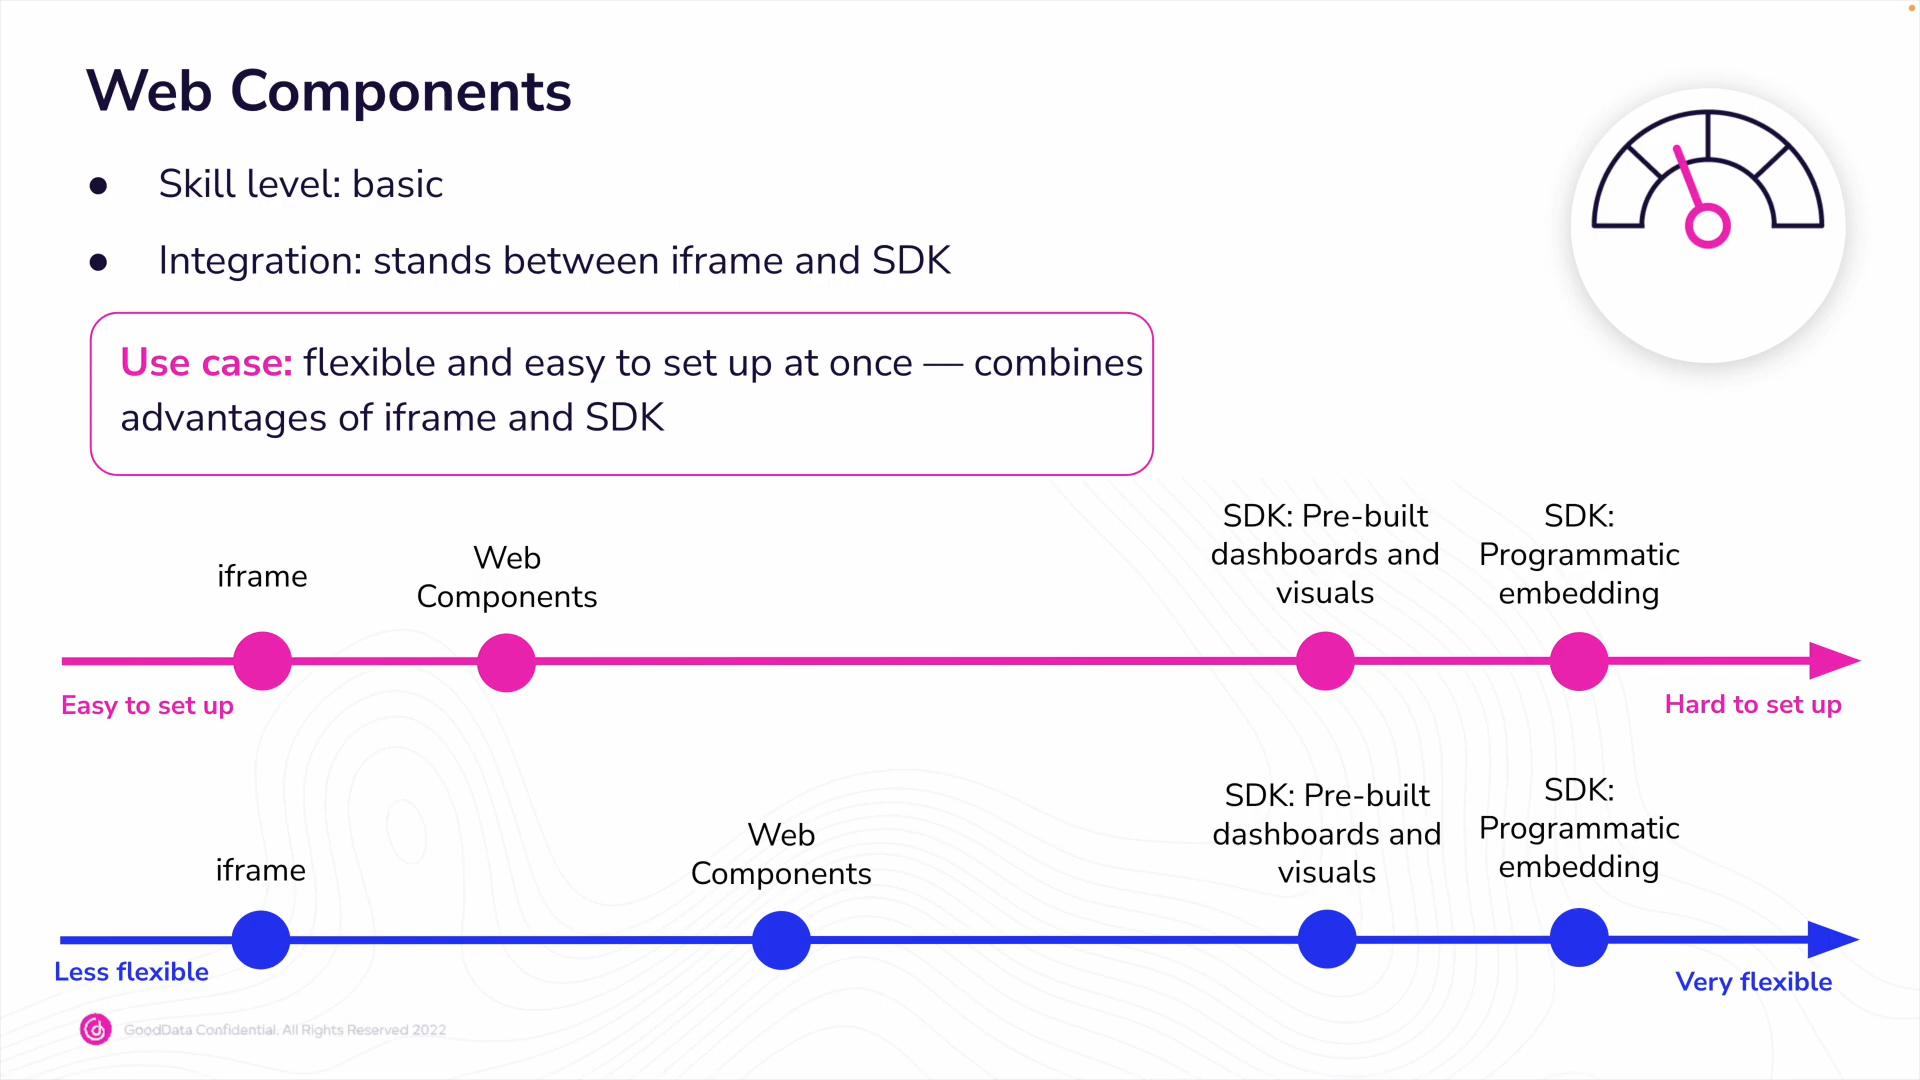 Web Components
● Skill level: basic
● Integration: stands between iframe and SDK
Use case: flexible and easy to set up at once — combines
advantages of iframe and SDK
iframe
Web
Components
SDK: Pre-built
dashboards and
visuals
SDK:
Programmatic
embedding
Easy to set up
Hard to set up
iframe
Web
Components
SDK: Pre-built
dashboards and
visuals
SDK:
Programmatic
embedding
Less flexible
Very flexible
GoodData Confidential. All Rights Reserved 2022